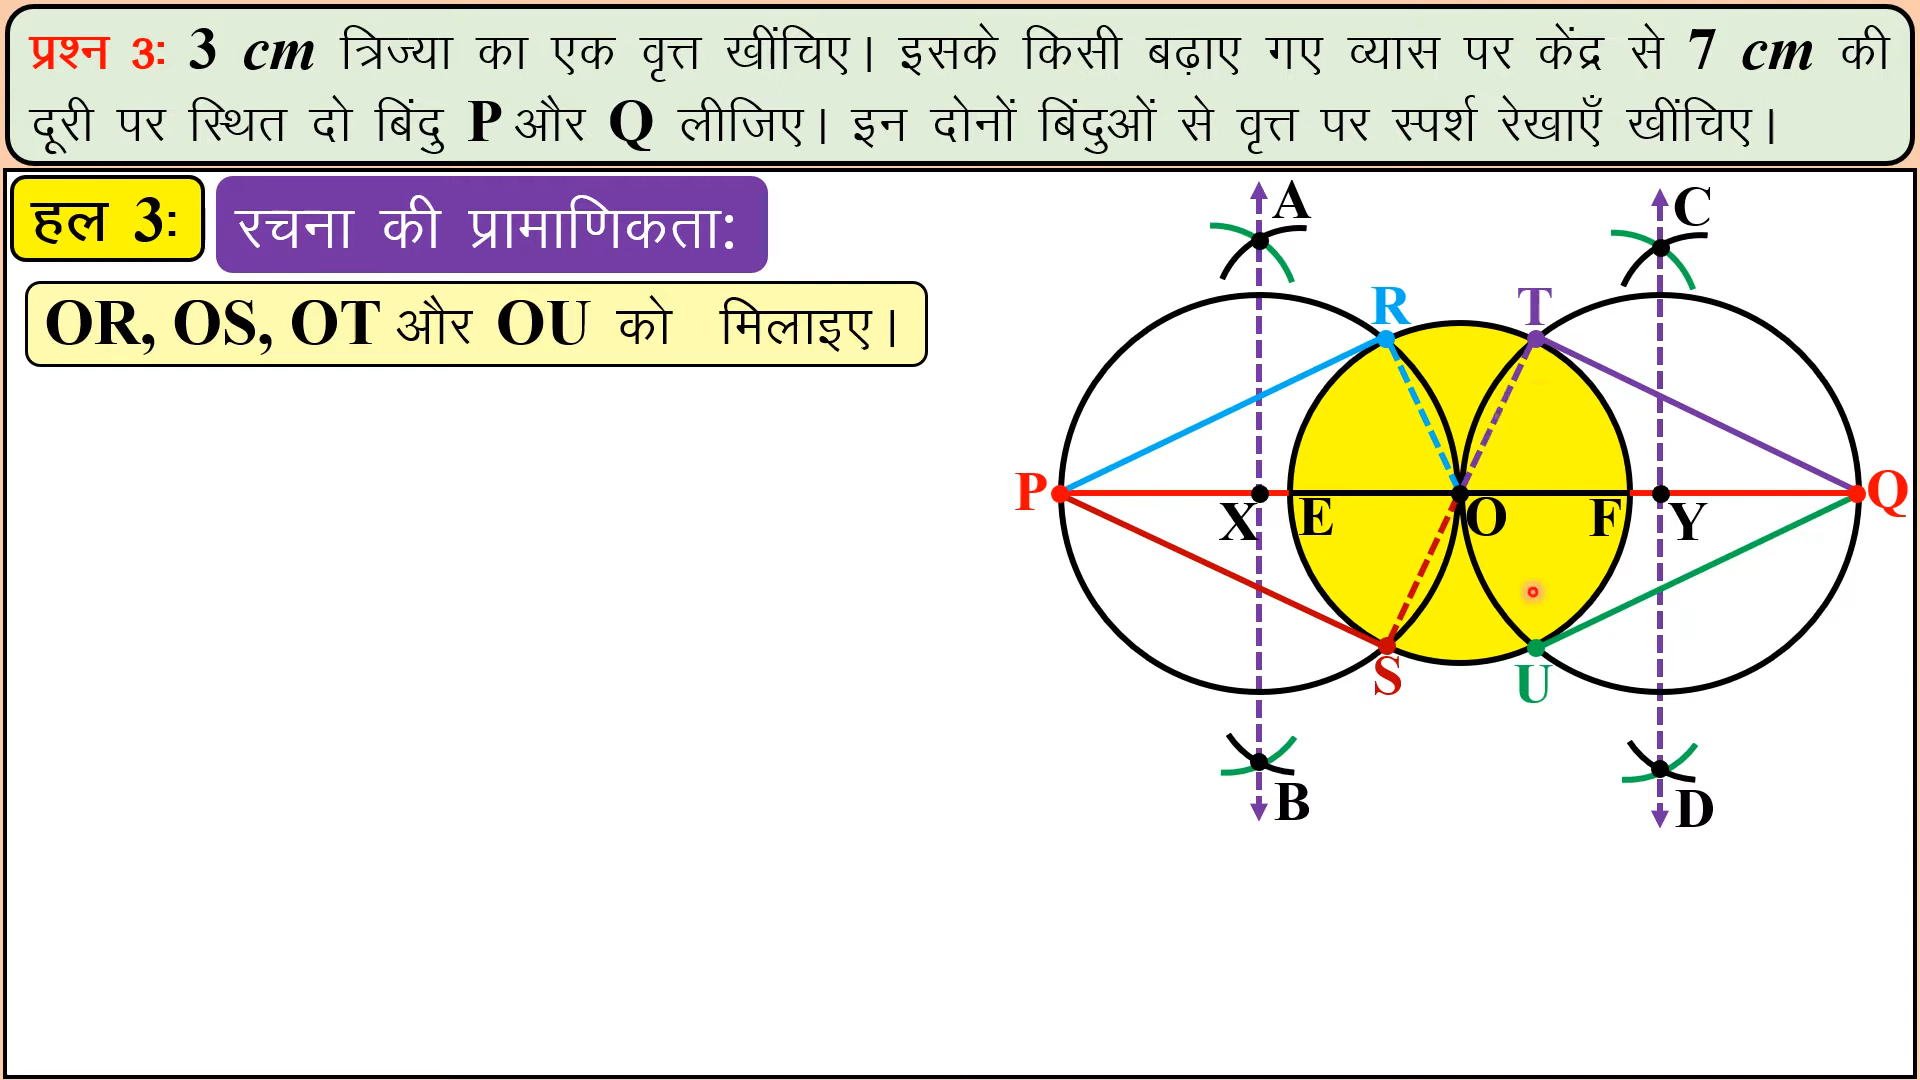 प्रश्न 3: 3 cm त्रिज्या का एक वृत्त खींचिए। इसके किसी बढ़ाए गए व्यास पर केंद्र से 7 cm की
दूरी पर स्थित दो बिंदु P और Q लीजिए। इन दोनों बिंदुओं से वृत्त पर स्पर्श रेखाएँ खींचिए।
हल 3: रचना की प्रामाणिकता:
OR, OS, OT और OU को मिलाइए।
A
C
R
T
P
X
E
O
F
Y
Q
S
U
B
D